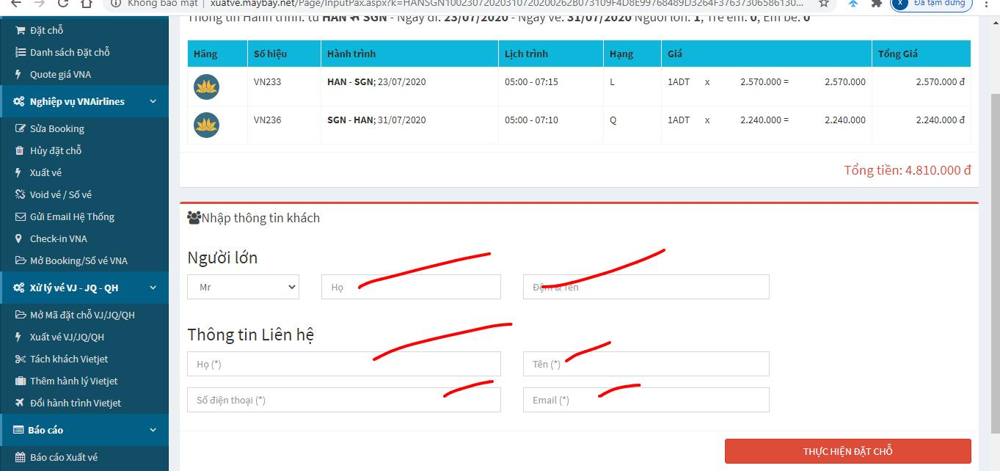 Không bảo mật | xuatve.maybay.net/Page/InputPax.aspx?k=HANSGN10023072020310720200262B073109F4D8E99768489D3264F37637306586130... Đã tạm dừng
Đặt chỗ
Danh sách Đặt chỗ
Quote giá VNA
Nghiệp vụ VNAirlines
Sửa Booking
Hủy đặt chỗ
Xuất vé
Void vé / Số vé
Gửi Email Hệ Thống
Check-in VNA
Mở Booking/Số vé VNA
Xử lý vé VJ - JQ - QH
Mở Mã đặt chỗ VJ/JQ/QH
Xuất vé VJ/JQ/QH
Tách khách Vietjet
Thêm hành lý Vietjet
Đổi hành trình Vietjet
Báo cáo
Báo cáo Xuất vé
Thông tin Hành trình: từ HAN SGN - Ngày đi: 23/07/2020 - Ngày về: 31/07/2020 Người lớn: 1, Trẻ em: 0, Em bé: 0
Hãng Số hiệu Hành trình Lịch trình Hạng Giá Tổng Giá
VN233 HAN - SGN; 23/07/2020 05:00 - 07:15 L 1ADT x 2.570.000 = 2.570.000 2.570.000 đ
VN236 SGN - HAN; 31/07/2020 05:00 - 07:10 Q 1ADT x 2.240.000 = 2.240.000 2.240.000 đ
Tổng tiền: 4.810.000 đ
Nhập thông tin khách
Người lớn
Mr Họ Đệm & Tên
Thông tin Liên hệ
Họ (*) Tên (*)
Số điện thoại (*) Email (*)
THỰC HIỆN ĐẶT CHỖ